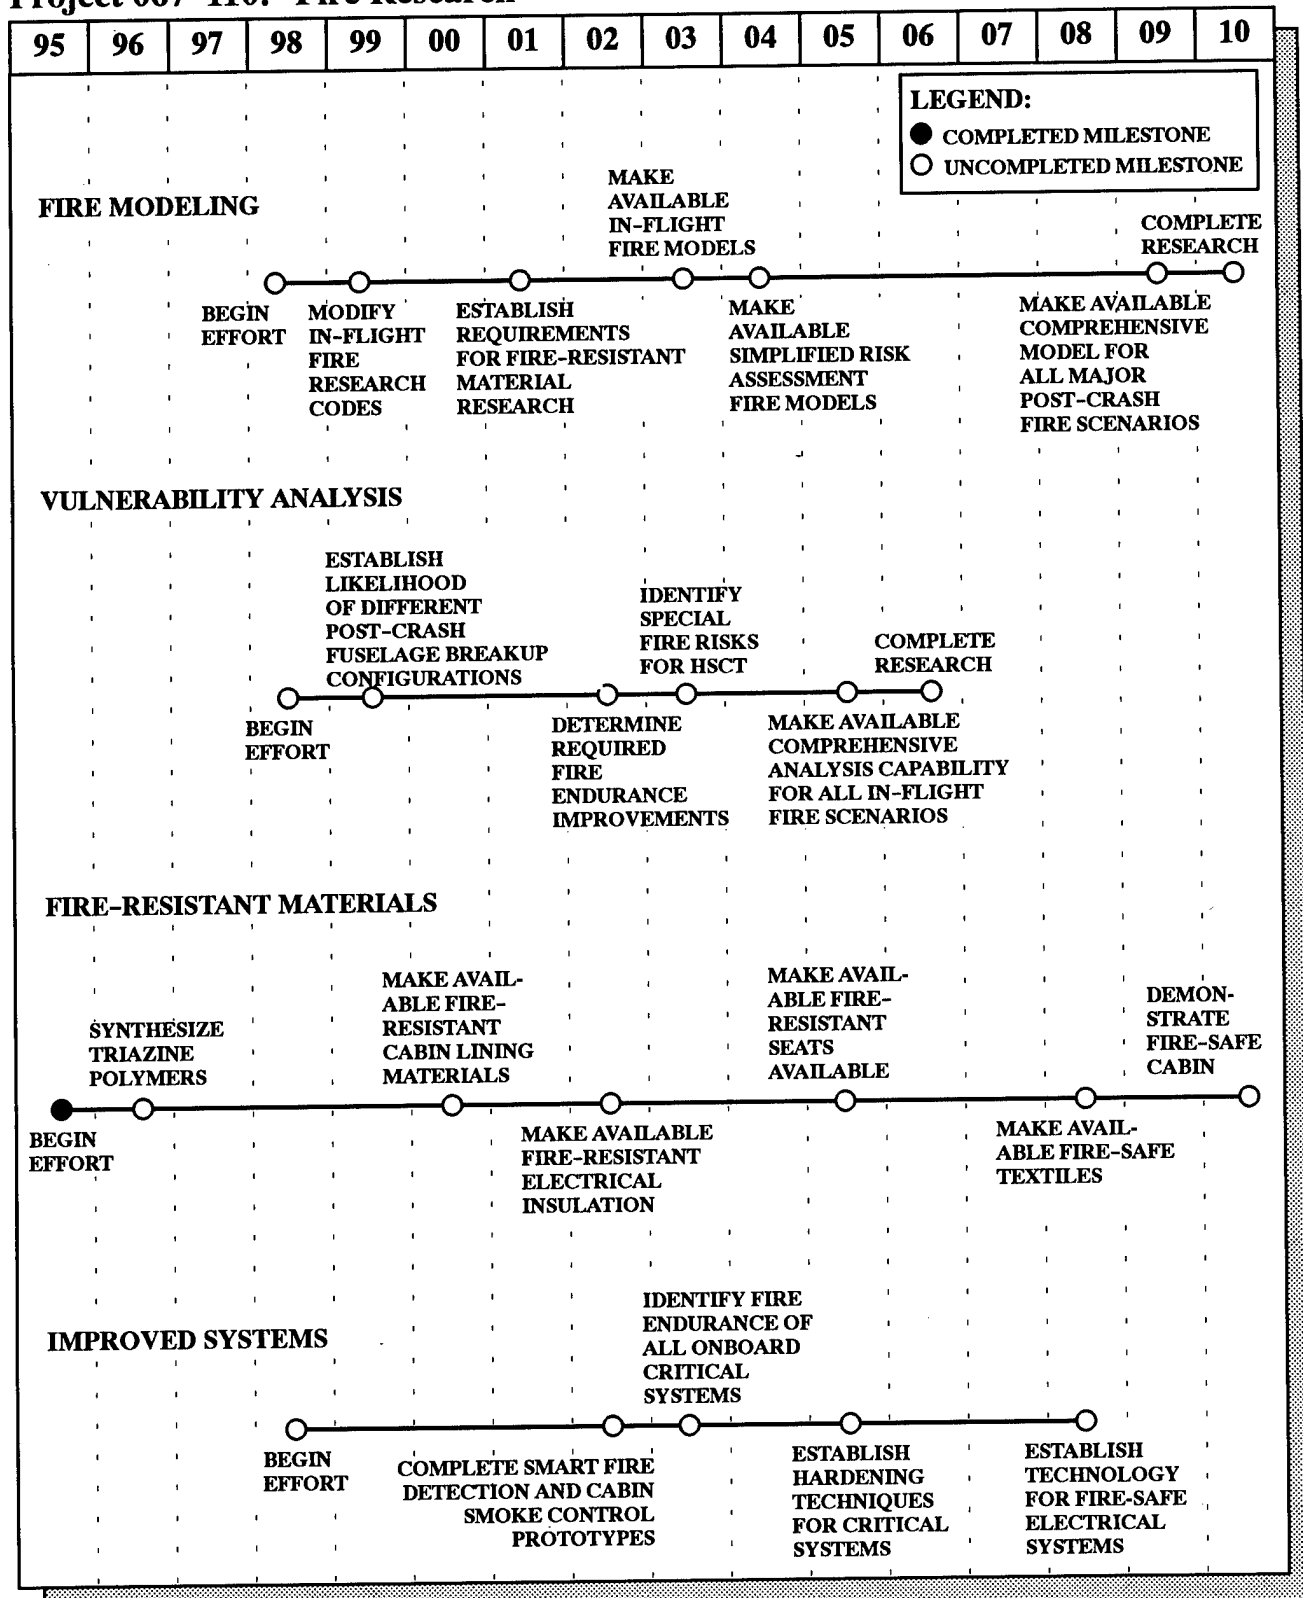 Project 067-110: Fire Research
95 96 97 98 99 00 01 02 03 04 05 06 07 08 09 10
LEGEND:
COMPLETED MILESTONE
UNCOMPLETED MILESTONE
FIRE MODELING
MAKE
AVAILABLE
IN-FLIGHT
FIRE MODELS
COMPLETE
RESEARCH
BEGIN
EFFORT
MODIFY
IN-FLIGHT
FIRE
RESEARCH
CODES
ESTABLISH
REQUIREMENTS
FOR FIRE-RESISTANT
MATERIAL
RESEARCH
MAKE
AVAILABLE
SIMPLIFIED RISK
ASSESSMENT
FIRE MODELS
MAKE AVAILABLE
COMPREHENSIVE
MODEL FOR
ALL MAJOR
POST-CRASH
FIRE SCENARIOS
VULNERABILITY ANALYSIS
ESTABLISH
LIKELIHOOD
OF DIFFERENT
POST-CRASH
FUSELAGE BREAKUP
CONFIGURATIONS
IDENTIFY
SPECIAL
FIRE RISKS
FOR HSCT
COMPLETE
RESEARCH
BEGIN
EFFORT
DETERMINE
REQUIRED
FIRE
ENDURANCE
IMPROVEMENTS
MAKE AVAILABLE
COMPREHENSIVE
ANALYSIS CAPABILITY
FOR ALL IN-FLIGHT
FIRE SCENARIOS
FIRE-RESISTANT MATERIALS
SYNTHESIZE
TRIAZINE
POLYMERS
MAKE AVAIL-
ABLE FIRE-
RESISTANT
CABIN LINING
MATERIALS
MAKE AVAIL-
ABLE FIRE-
RESISTANT
SEATS
AVAILABLE
DEMON-
STRATE
FIRE-SAFE
CABIN
BEGIN
EFFORT
MAKE AVAILABLE
FIRE-RESISTANT
ELECTRICAL
INSULATION
MAKE AVAIL-
ABLE FIRE-SAFE
TEXTILES
IMPROVED SYSTEMS
IDENTIFY FIRE
ENDURANCE OF
ALL ONBOARD
CRITICAL
SYSTEMS
BEGIN
EFFORT
COMPLETE SMART FIRE
DETECTION AND CABIN
SMOKE CONTROL
PROTOTYPES
ESTABLISH
HARDENING
TECHNIQUES
FOR CRITICAL
SYSTEMS
ESTABLISH
TECHNOLOGY
FOR FIRE-SAFE
ELECTRICAL
SYSTEMS